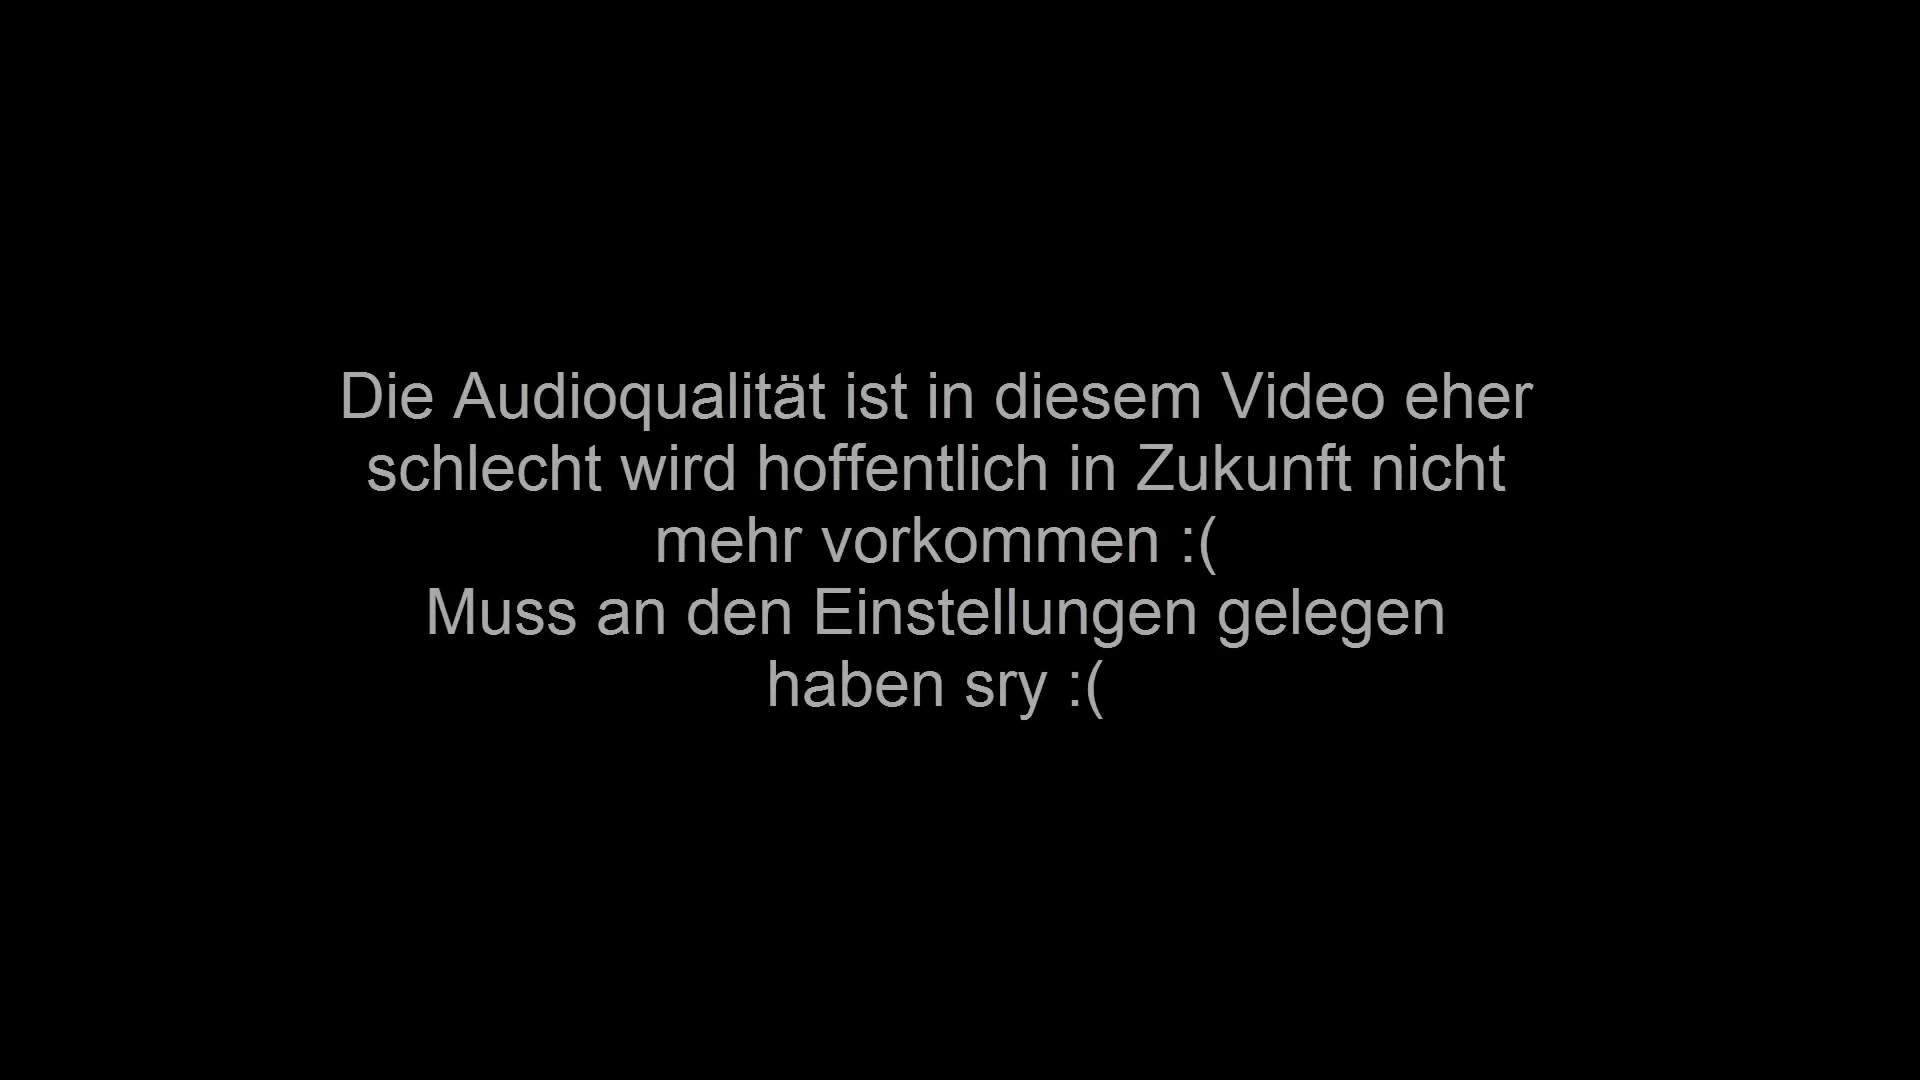 Die Audioqualität ist in diesem Video eher
schlecht wird hoffentlich in Zukunft nicht
mehr vorkommen :(
Muss an den Einstellungen gelegen
haben sry :(